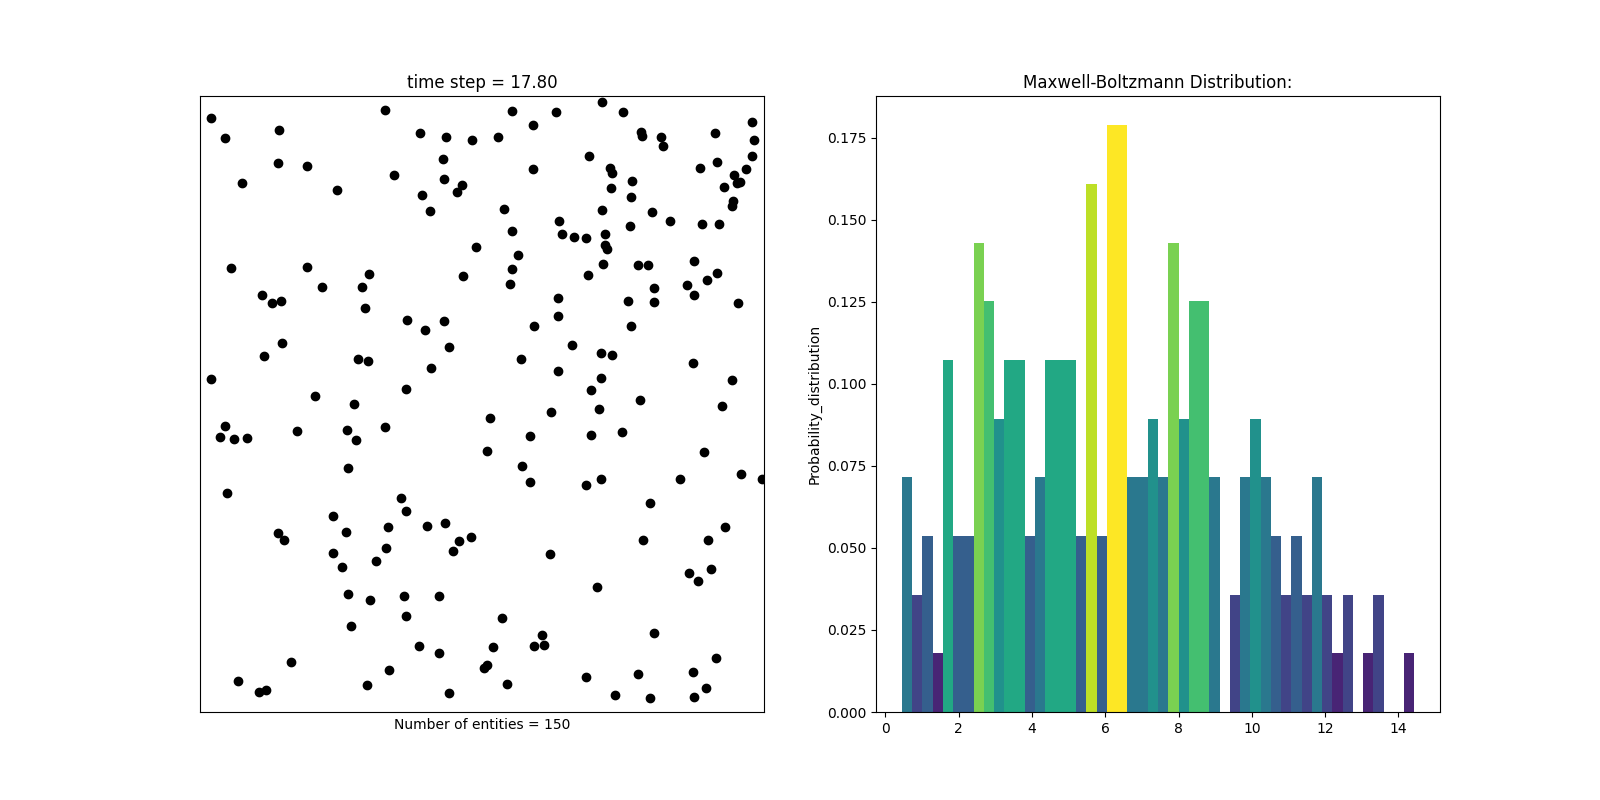 time step = 17.80
Number of entities = 150
Maxwell-Boltzmann Distribution:
Probability_distribution
0.175
0.150
0.125
0.100
0.075
0.050
0.025
0.000
0 2 4 6 8 10 12 14